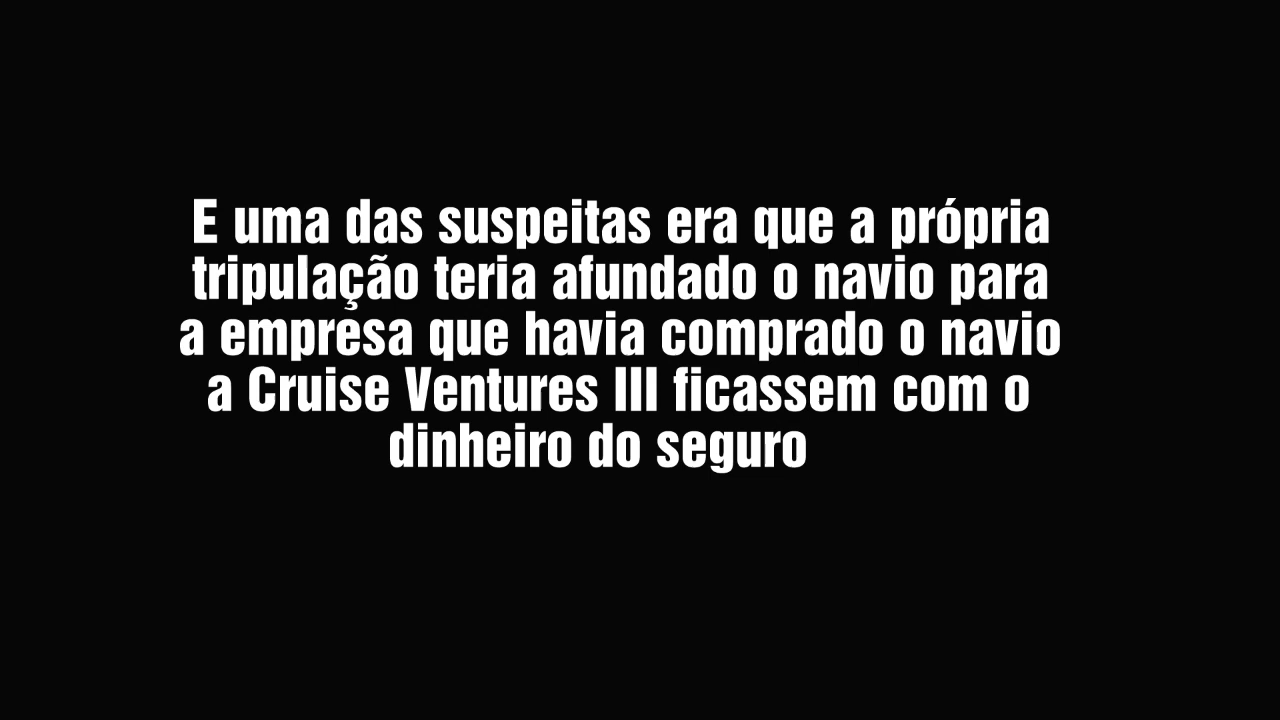 E uma das suspeitas era que a própria
tripulação teria afundado o navio para
a empresa que havia comprado o navio
a Cruise Ventures III ficassem com o
dinheiro do seguro